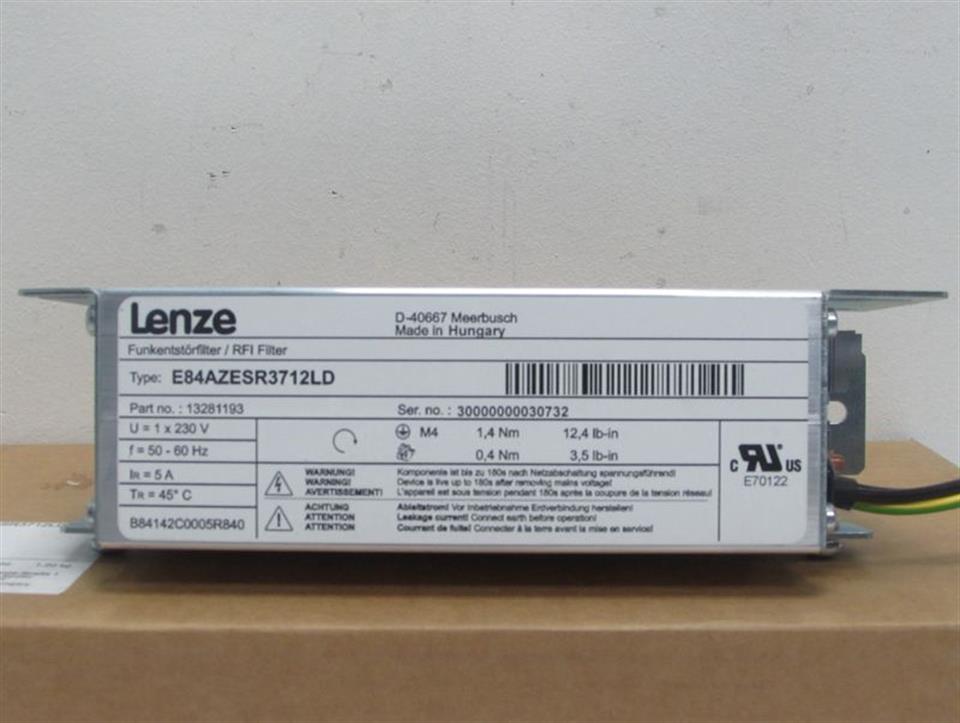 Lenze
D-40667 Meerbusch
Made in Hungary
Funkentstörfilter / RFI Filter
Type: E84AZESR3712LD
Part no. : 13281193
Ser. no. : 30000000030732
U = 1 x 230 V
f = 50 - 60 Hz
IR = 5 A
TR = 45° C
B84142C0005R840
M4 1,4 Nm 12,4 lb-in
0,4 Nm 3,5 lb-in
WARNUNG! Komponente ist bis zu 180s nach Netzabschaltung spannungsführend!
WARNING! Device is live up to 180s after removing mains voltage!
AVERTISSEMENT! L'appareil est sous tension pendant 180s après la coupure de la tension réseau!
ACHTUNG Ableitstrom! Vor Inbetriebnahme Erdverbindung herstellen!
ATTENTION Leakage current! Connect earth before operation!
ATTENTION Courant de fuite! Connecter à la terre avant la mise en service!
C RU US
E70122